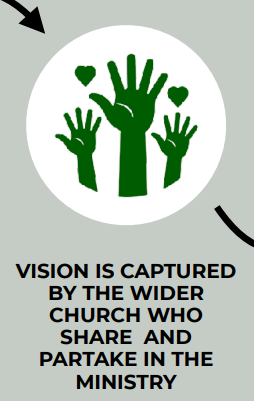 VISION IS CAPTURED
BY THE WIDER
CHURCH WHO
SHARE  AND
PARTAKE IN THE
MINISTRY